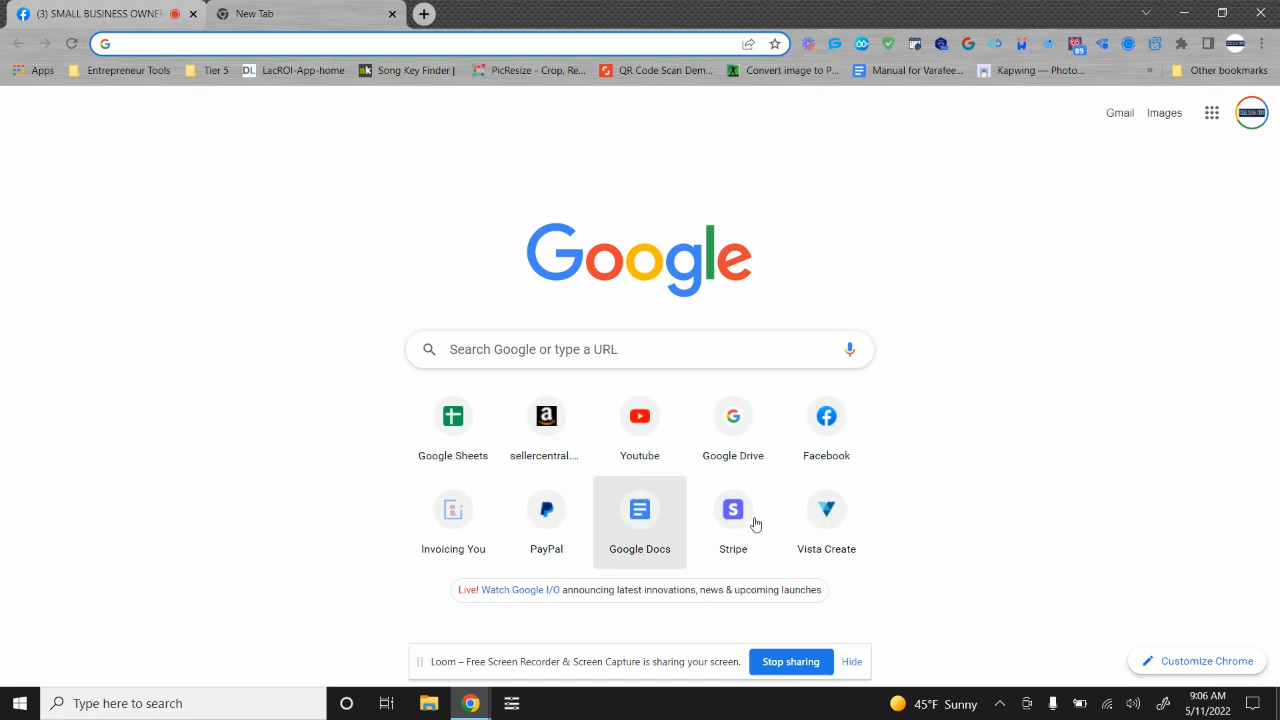 (3) SMALL BUSINESS OWNER
New Tab
89
Apps
Entrepreneur Tools
Tier 5
LacROI-App-home
Song Key Finder |
PicResize - Crop, Re...
QR Code Scan Dem...
Convert image to P...
Manual for Varafee...
Kapwing — Photo...
»
Other bookmarks
Gmail
Images
Google
Search Google or type a URL
Google Sheets
sellercentral....
Youtube
Google Drive
Facebook
Invoicing You
PayPal
Google Docs
Stripe
Vista Create
Live! Watch Google I/O announcing latest innovations, news & upcoming launches
Loom – Free Screen Recorder & Screen Capture is sharing your screen.
Stop sharing
Hide
Customize Chrome
Type here to search
45°F Sunny
9:06 AM
5/11/2022